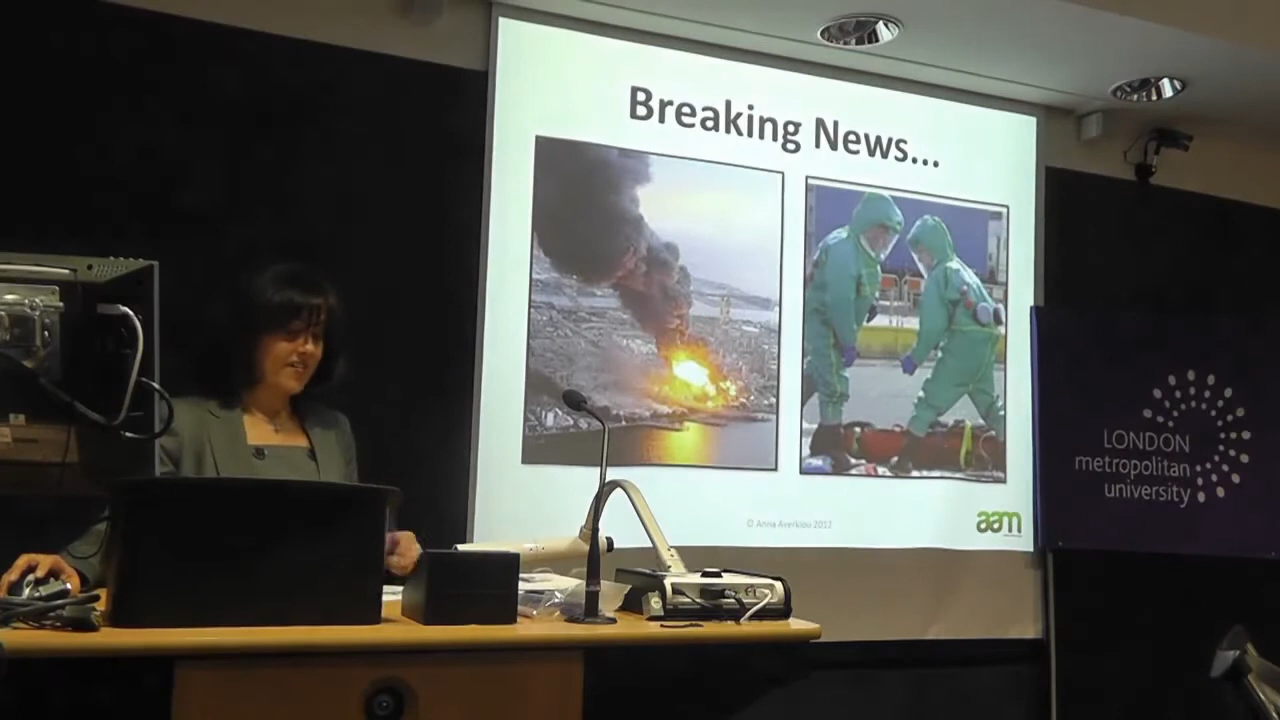 Breaking News...
© Anna Averkiou 2012
aam
LONDON
metropolitan
university